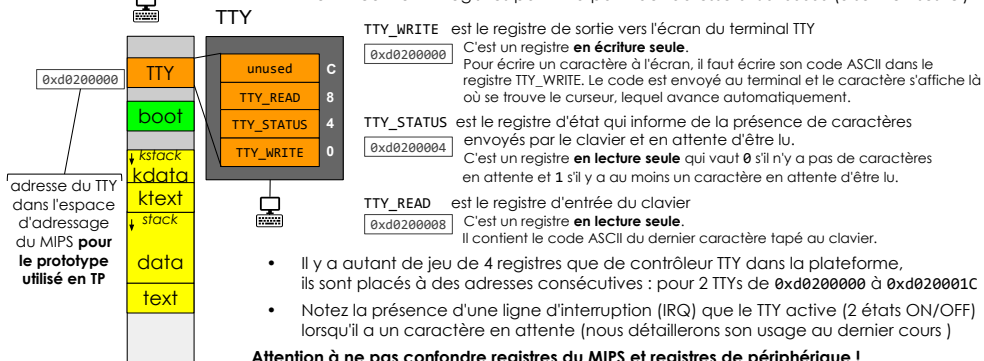 TTY
TTY_WRITE est le registre de sortie vers l'écran du terminal TTY
0xd0200000
C'est un registre en écriture seule.
Pour écrire un caractère à l'écran, il faut écrire son code ASCII dans le
registre TTY_WRITE. Le code est envoyé au terminal et le caractère s'affiche là
où se trouve le curseur, lequel avance automatiquement.
TTY_STATUS est le registre d'état qui informe de la présence de caractères
envoyés par le clavier et en attente d'être lu.
0xd0200004
C'est un registre en lecture seule qui vaut 0 s'il n'y a pas de caractères
en attente et 1 s'il y a au moins un caractère en attente d'être lu.
TTY_READ est le registre d'entrée du clavier
0xd0200008
C'est un registre en lecture seule.
Il contient le code ASCII du dernier caractère tapé au clavier.
0xd0200000
TTY
boot
kstack
kdata
ktext
stack
data
text
unused C
TTY_READ 8
TTY_STATUS 4
TTY_WRITE 0
adresse du TTY
dans l'espace
d'adressage
du MIPS pour
le prototype
utilisé en TP
• Il y a autant de jeu de 4 registres que de contrôleur TTY dans la plateforme,
ils sont placés à des adresses consécutives : pour 2 TTYs de 0xd0200000 à 0xd020001C
• Notez la présence d'une ligne d'interruption (IRQ) que le TTY active (2 états ON/OFF)
lorsqu'il a un caractère en attente (nous détaillerons son usage au dernier cours )
Attention à ne pas confondre registres du MIPS et registres de périphérique !